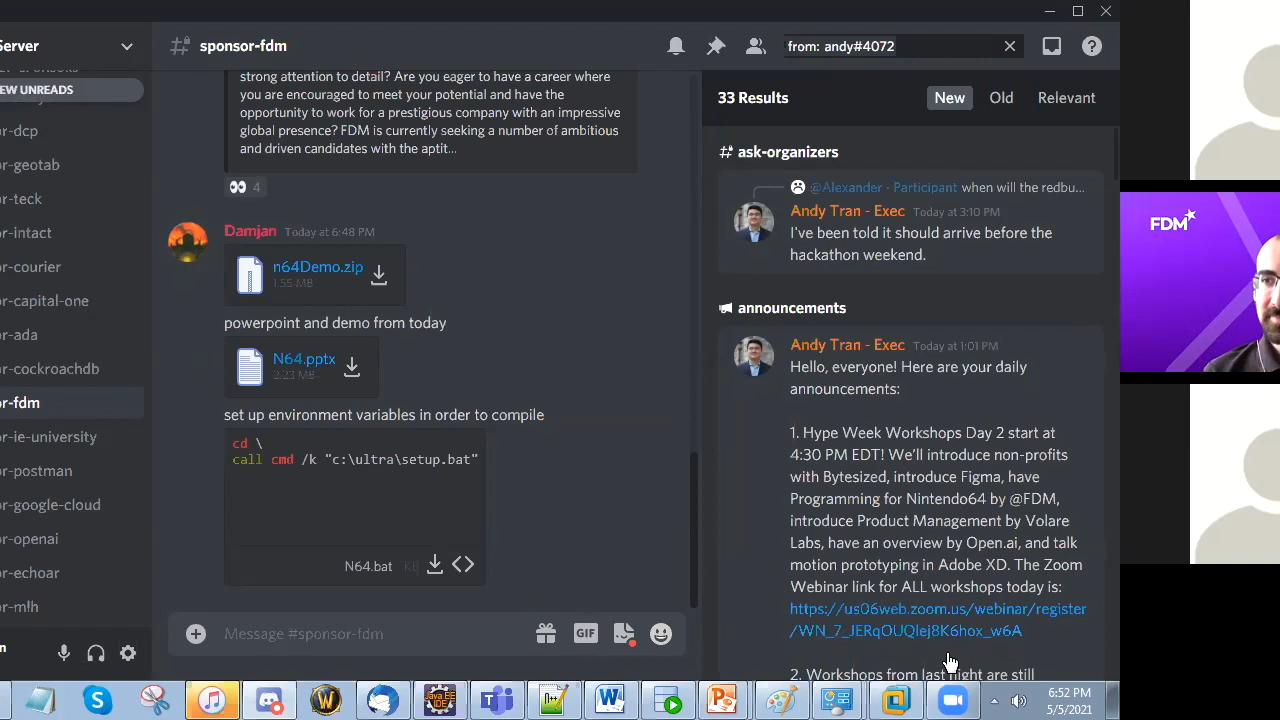 Server
sponsor-fdm
from: andy#4072
EW UNREADS
or-dcp
or-geotab
or-teck
or-intact
or-courier
or-capital-one
or-ada
or-cockroachdb
or-fdm
or-ie-university
or-postman
or-google-cloud
or-openai
or-echoar
or-mlh
strong attention to detail? Are you eager to have a career where
you are encouraged to meet your potential and have the
opportunity to work for a prestigious company with an impressive
global presence? FDM is currently seeking a number of ambitious
and driven candidates with the aptit...
4
Damjan Today at 6:48 PM
n64Demo.zip
1.55 MB
powerpoint and demo from today
N64.pptx
2.23 MB
set up environment variables in order to compile
cd \
call cmd /k "c:\ultra\setup.bat"
N64.bat
Message #sponsor-fdm
GIF
33 Results New Old Relevant
ask-organizers
@Alexander - Participant when will the redbu...
Andy Tran - Exec Today at 3:10 PM
I've been told it should arrive before the
hackathon weekend.
announcements
Andy Tran - Exec Today at 1:01 PM
Hello, everyone! Here are your daily
announcements:
1. Hype Week Workshops Day 2 start at
4:30 PM EDT! We'll introduce non-profits
with Bytesized, introduce Figma, have
Programming for Nintendo64 by @FDM,
introduce Product Management by Volare
Labs, have an overview by Open.ai, and talk
motion prototyping in Adobe XD. The Zoom
Webinar link for ALL workshops today is:
https://us06web.zoom.us/webinar/register
/WN_7_JERqOUQlej8K6hox_w6A
2. Workshops from last night are still
FDM
Java EE
IDE
6:52 PM
5/5/2021